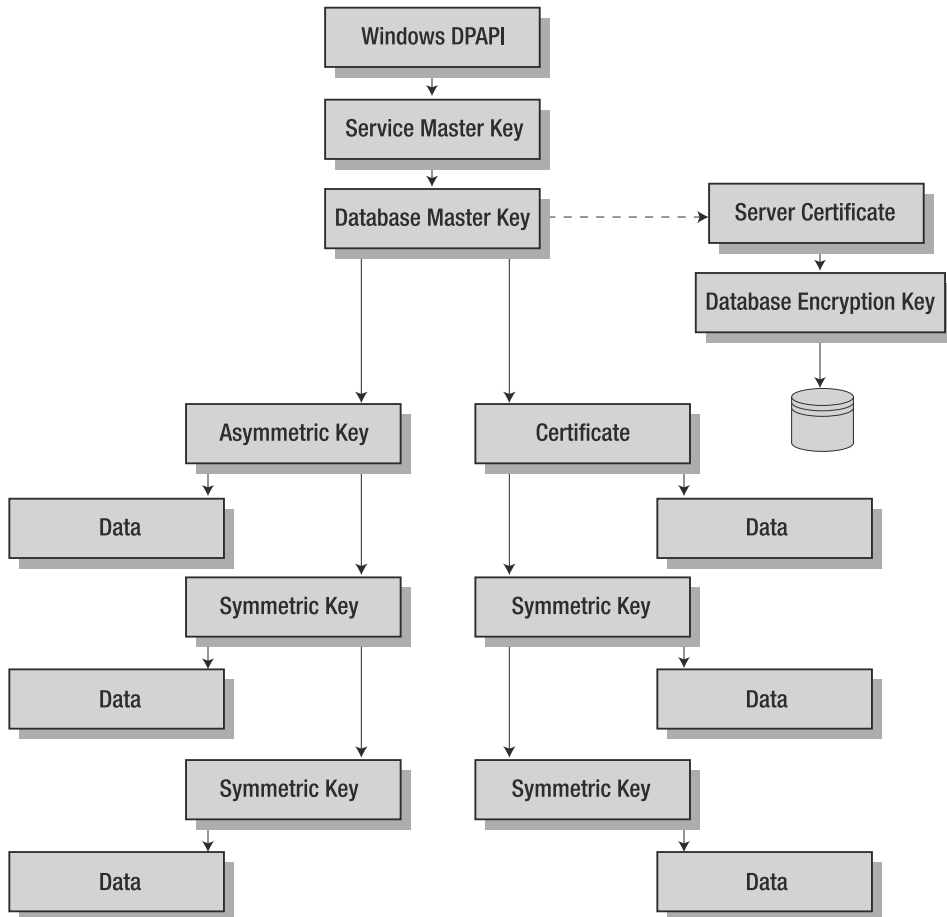 Windows DPAPI
Service Master Key
Database Master Key
Server Certificate
Database Encryption Key
Asymmetric Key
Certificate
Data
Data
Symmetric Key
Symmetric Key
Data
Data
Symmetric Key
Symmetric Key
Data
Data